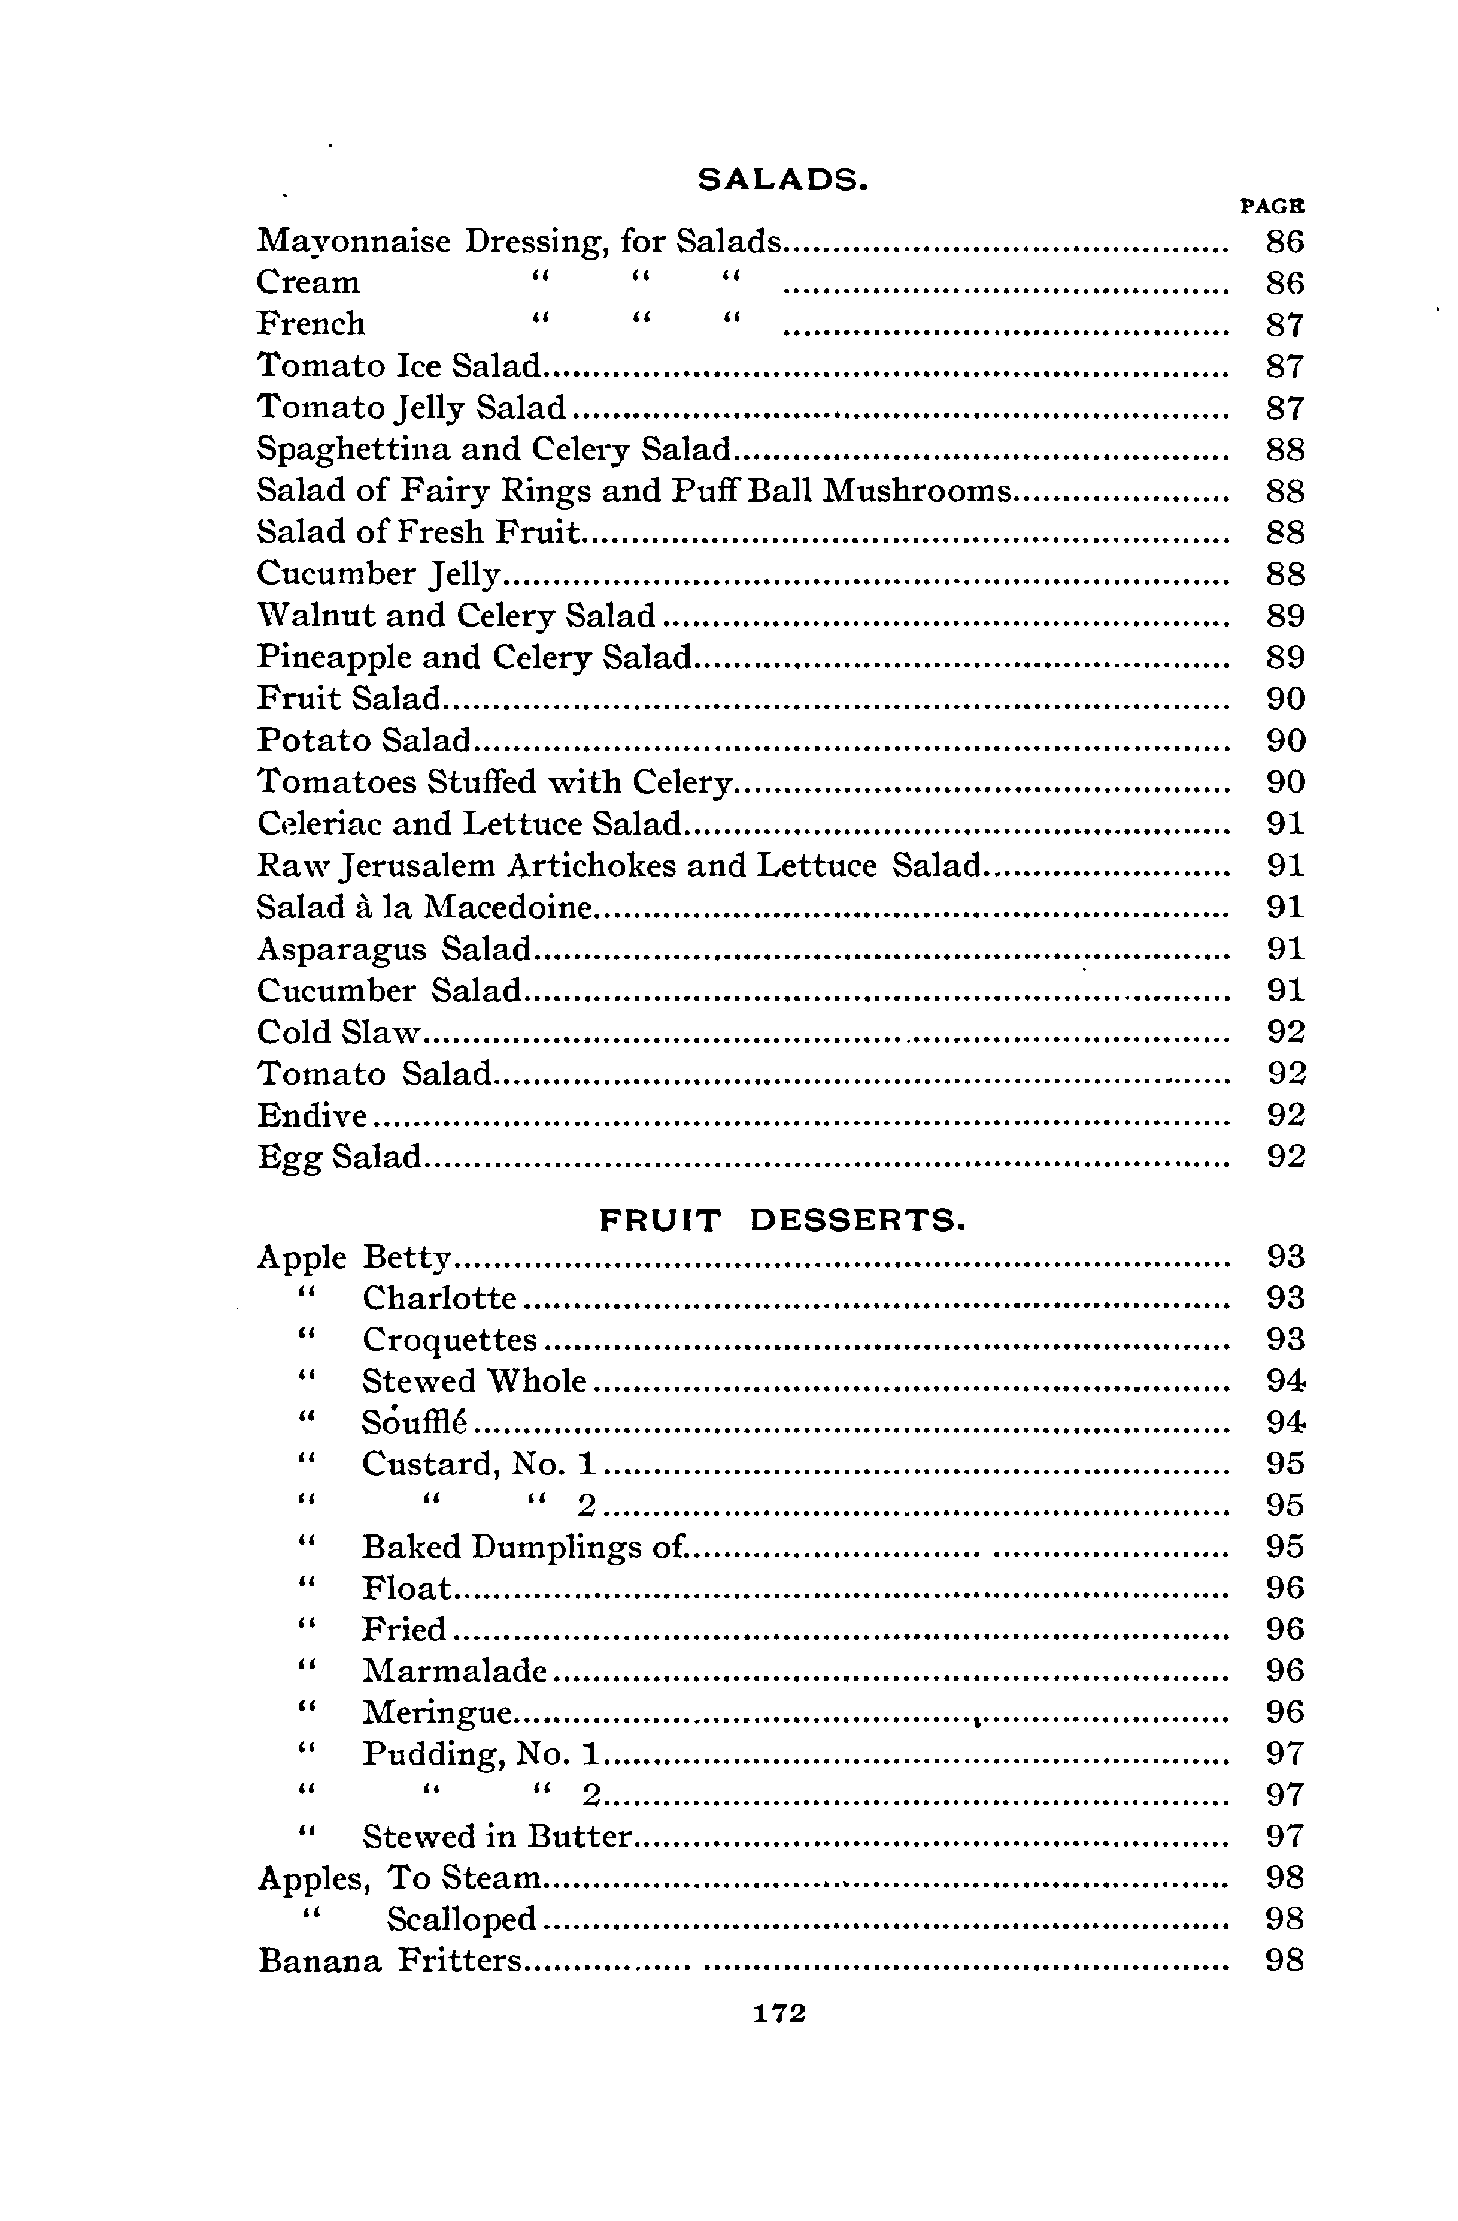 SALADS.
PAGE
Mayonnaise Dressing, for Salads............................................ 86
Cream " " " ............................................ 86
French " " " ............................................ 87
Tomato Ice Salad.................................................................... 87
Tomato Jelly Salad................................................................. 87
Spaghettina and Celery Salad................................................. 88
Salad of Fairy Rings and Puff Ball Mushrooms...................... 88
Salad of Fresh Fruit................................................................ 88
Cucumber Jelly........................................................................ 88
Walnut and Celery Salad......................................................... 89
Pineapple and Celery Salad..................................................... 89
Fruit Salad.............................................................................. 90
Potato Salad........................................................................... 90
Tomatoes Stuffed with Celery................................................. 90
Celeriac and Lettuce Salad...................................................... 91
Raw Jerusalem Artichokes and Lettuce Salad......................... 91
Salad à la Macedoine............................................................... 91
Asparagus Salad..................................................................... 91
Cucumber Salad...................................................................... 91
Cold Slaw................................................................................ 92
Tomato Salad......................................................................... 92
Endive..................................................................................... 92
Egg Salad................................................................................ 92
FRUIT DESSERTS.
Apple Betty............................................................................. 93
" Charlotte....................................................................... 93
" Croquettes..................................................................... 93
" Stewed Whole................................................................ 94
" Soufflé............................................................................ 94
" Custard, No. 1............................................................... 95
" " " 2............................................................... 95
" Baked Dumplings of...................................................... 95
" Float.............................................................................. 96
" Fried.............................................................................. 96
" Marmalade.................................................................... 96
" Meringue........................................................................ 96
" Pudding, No. 1............................................................... 97
" " " 2............................................................... 97
" Stewed in Butter............................................................ 97
Apples, To Steam.................................................................... 98
" Scalloped..................................................................... 98
Banana Fritters...................................................................... 98
172